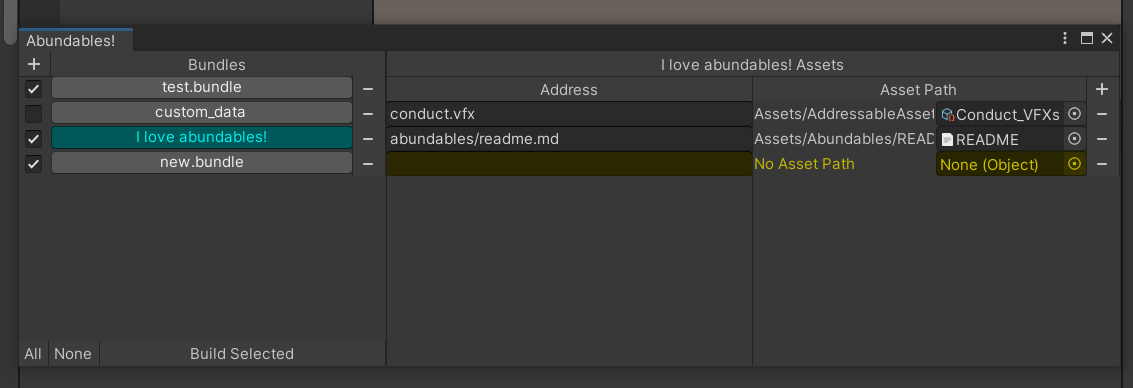 Abundables!
+ Bundles
I love abundables! Assets
test.bundle −
custom_data −
I love abundables! −
new.bundle −
Address
Asset Path +
conduct.vfx
Assets/AddressableAsset
Conduct_VFXs −
abundables/readme.md
Assets/Abundables/READ
README −
No Asset Path
None (Object) −
All
None
Build Selected